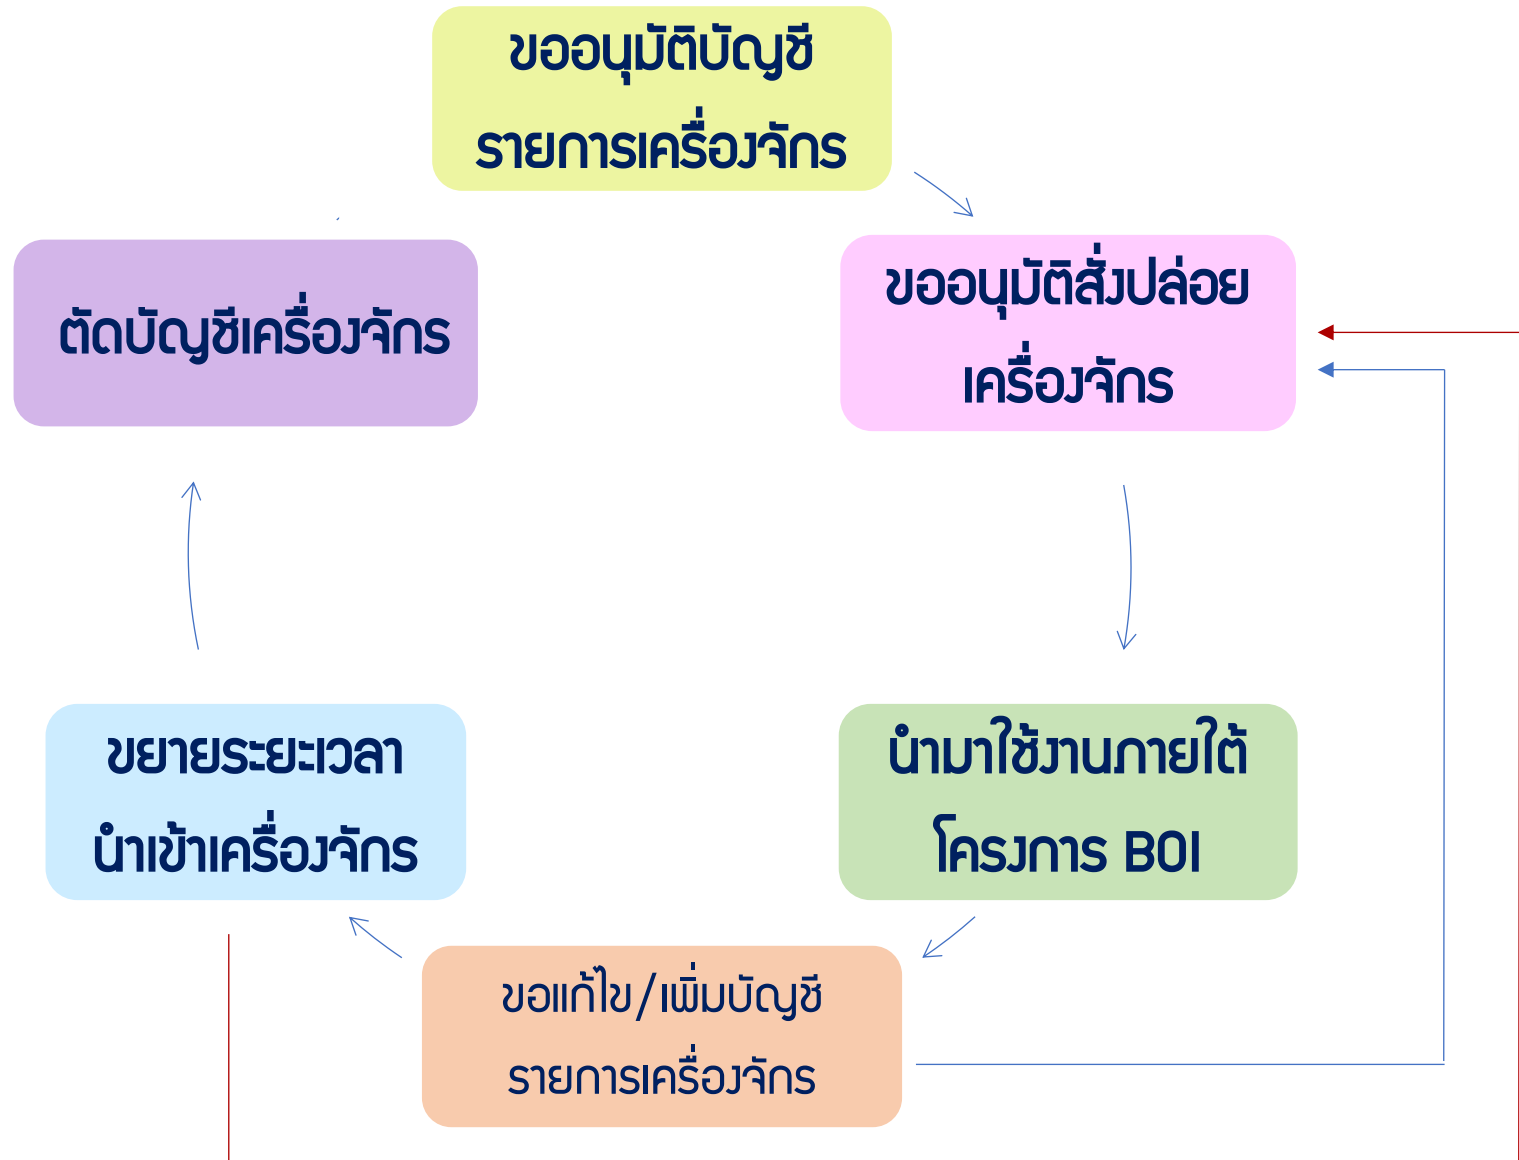 ขออนุมัติบัญชี
รายการเครื่องจักร
ขออนุมัติสั่งปล่อย
เครื่องจักร
นำมาใช้งานภายใต้
โครงการ BOI
ขอแก้ไข/เพิ่มบัญชี
รายการเครื่องจักร
ขยายระยะเวลา
นำเข้าเครื่องจักร
ตัดบัญชีเครื่องจักร